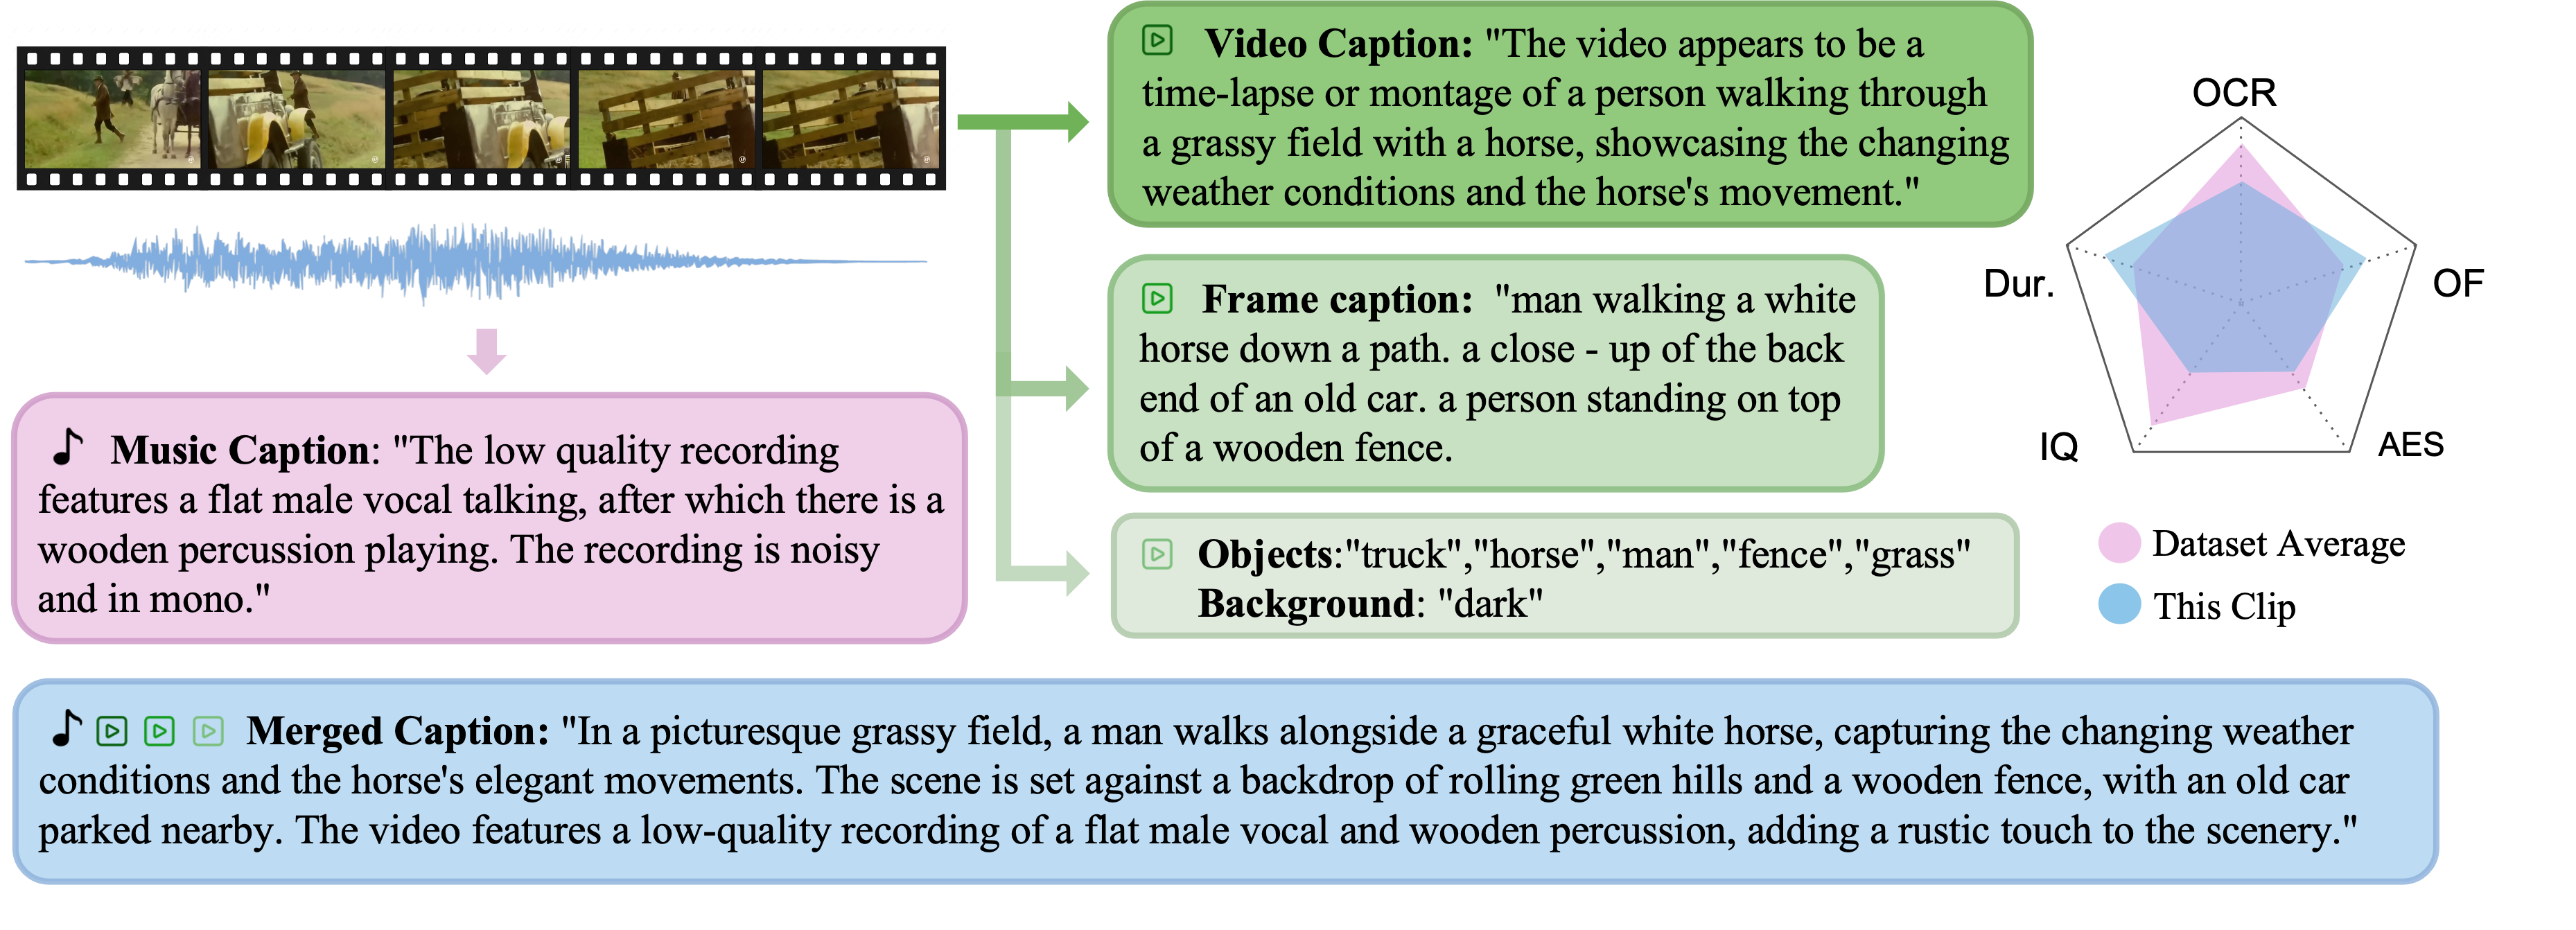 Video Caption: "The video appears to be a
time-lapse or montage of a person walking through
a grassy field with a horse, showcasing the changing
weather conditions and the horse's movement."
Frame caption: "man walking a white
horse down a path. a close - up of the back
end of an old car. a person standing on top
of a wooden fence.
Objects:"truck","horse","man","fence","grass"
Background: "dark"
OCR
Dur.
OF
IQ
AES
Dataset Average
This Clip
Music Caption: "The low quality recording
features a flat male vocal talking, after which there is a
wooden percussion playing. The recording is noisy
and in mono."
Merged Caption: "In a picturesque grassy field, a man walks alongside a graceful white horse, capturing the changing weather
conditions and the horse's elegant movements. The scene is set against a backdrop of rolling green hills and a wooden fence, with an old car
parked nearby. The video features a low-quality recording of a flat male vocal and wooden percussion, adding a rustic touch to the scenery."